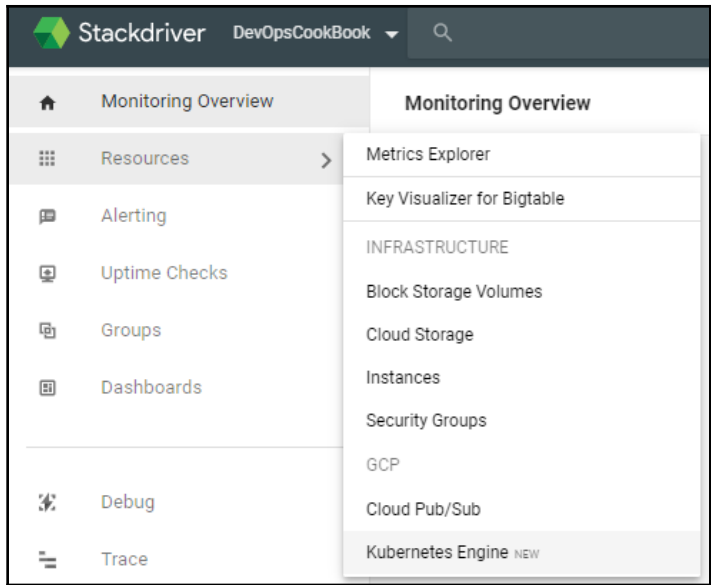 Stackdriver DevOpsCookBook
Monitoring Overview
Resources
Alerting
Uptime Checks
Groups
Dashboards
Debug
Trace
Monitoring Overview
Metrics Explorer
Key Visualizer for Bigtable
INFRASTRUCTURE
Block Storage Volumes
Cloud Storage
Instances
Security Groups
GCP
Cloud Pub/Sub
Kubernetes Engine NEW